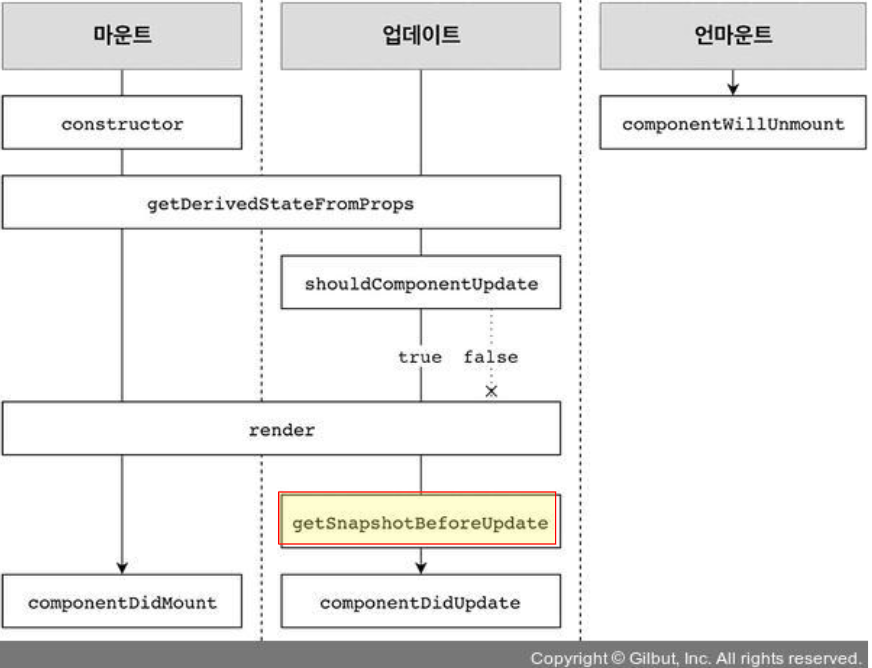 마운트
업데이트
언마운트
constructor
componentWillUnmount
getDerivedStateFromProps
shouldComponentUpdate
true false
render
getSnapshotBeforeUpdate
componentDidMount
componentDidUpdate
Copyright © Gilbut, Inc. All rights reserved.